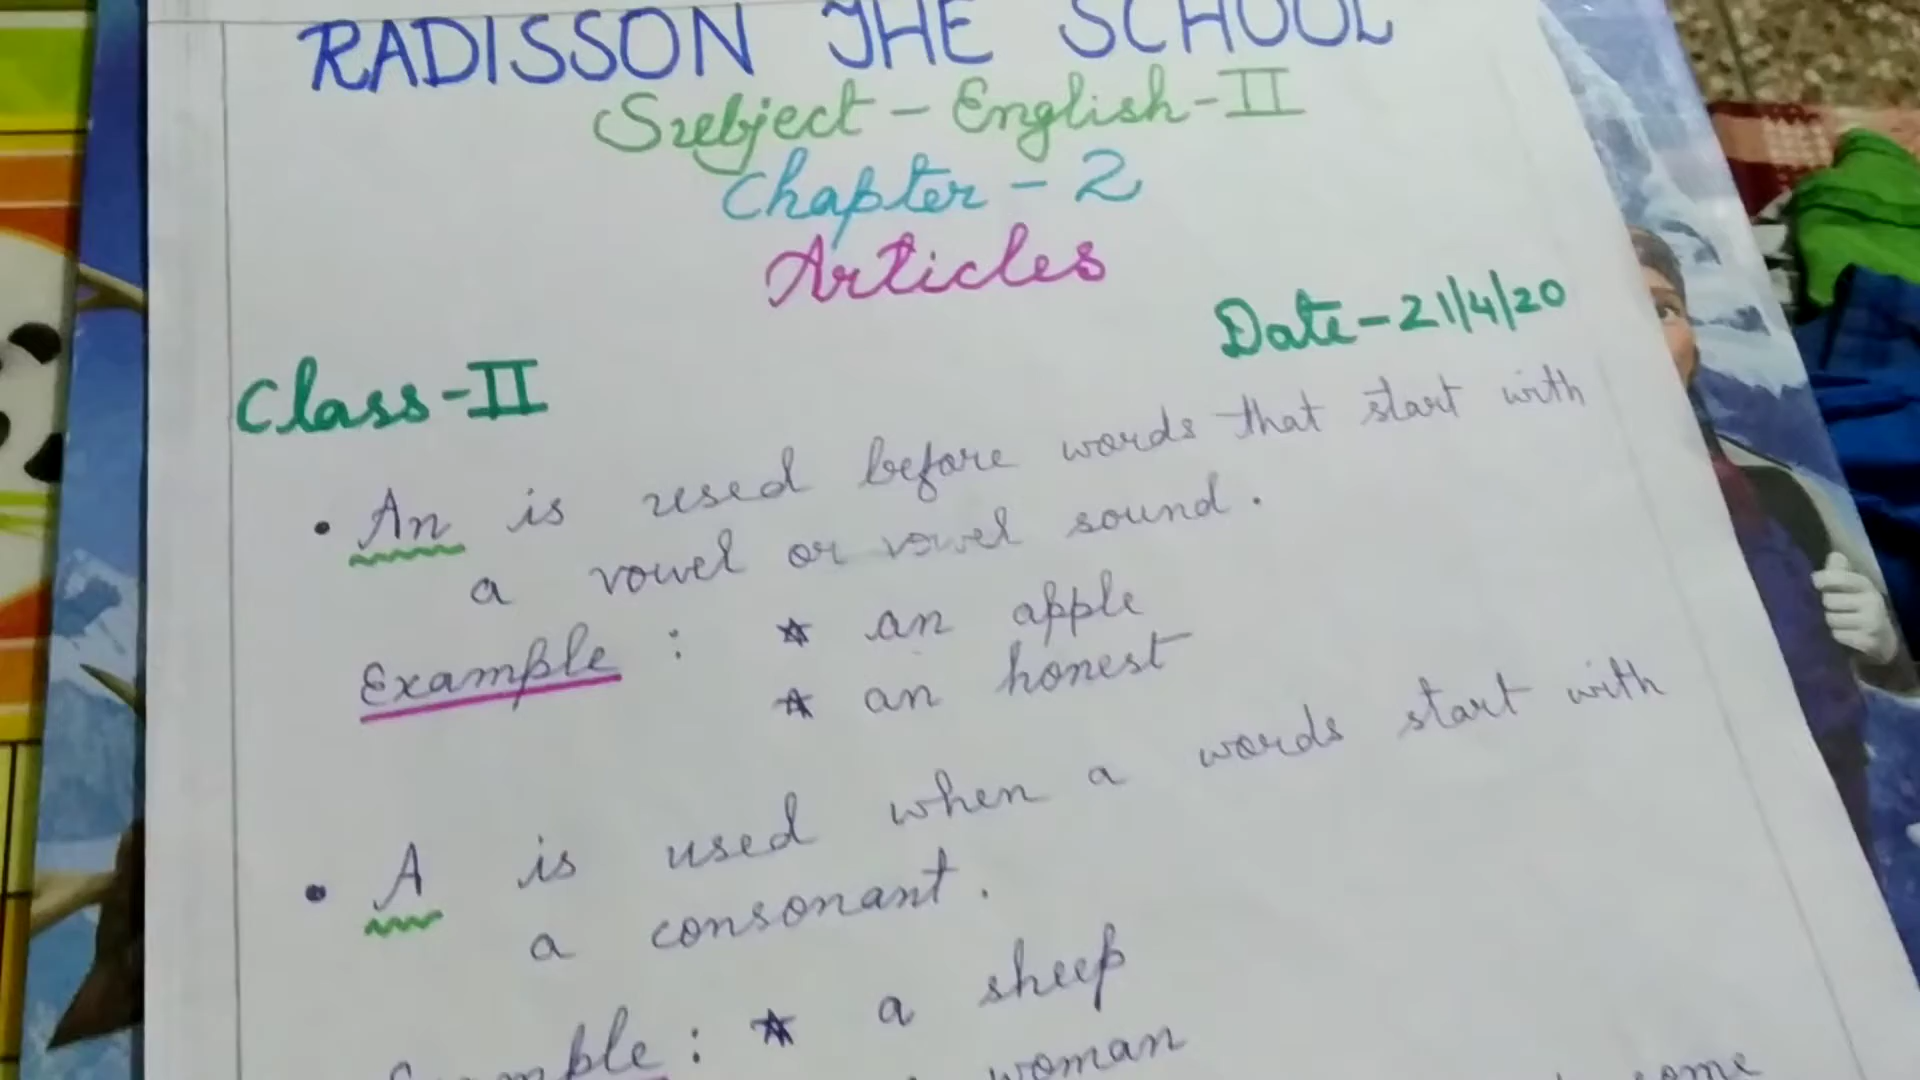 RADISSON THE SCHOOL
Subject - English - II
Chapter - 2
Articles
Date - 21/4/20
Class - II
• An is used before words that start with
a vowel or vowel sound.
Example : ☆ an apple
☆ an honest
• A is used when a words start with
a consonant.
Example : ☆ a sheep
woman
some